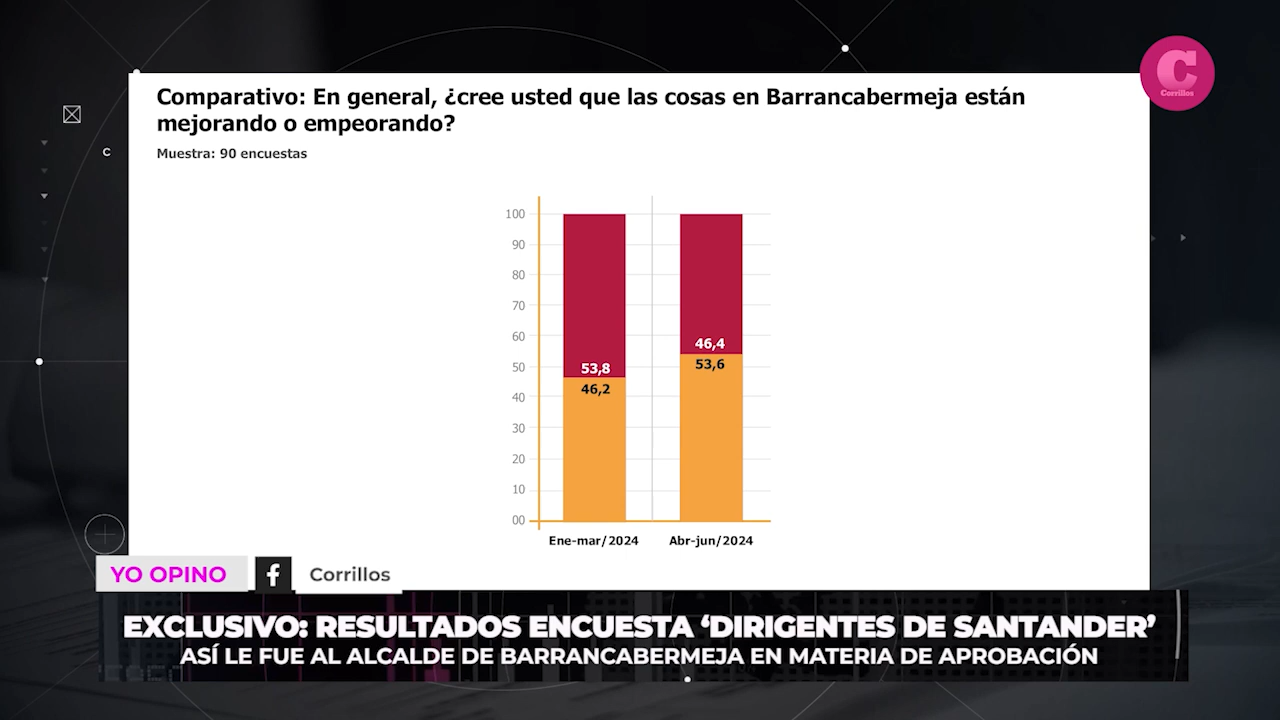 C
Corrillos
Comparativo: En general, ¿cree usted que las cosas en Barrancabermeja están
mejorando o empeorando?
Muestra: 90 encuestas
C
100
90
80
70
60
50
40
30
20
10
00
53,8
46,2
46,4
53,6
Ene-mar/2024
Abr-jun/2024
YO OPINO
f
Corrillos
EXCLUSIVO: RESULTADOS ENCUESTA ‘DIRIGENTES DE SANTANDER’
ASÍ LE FUE AL ALCALDE DE BARRANCABERMEJA EN MATERIA DE APROBACIÓN